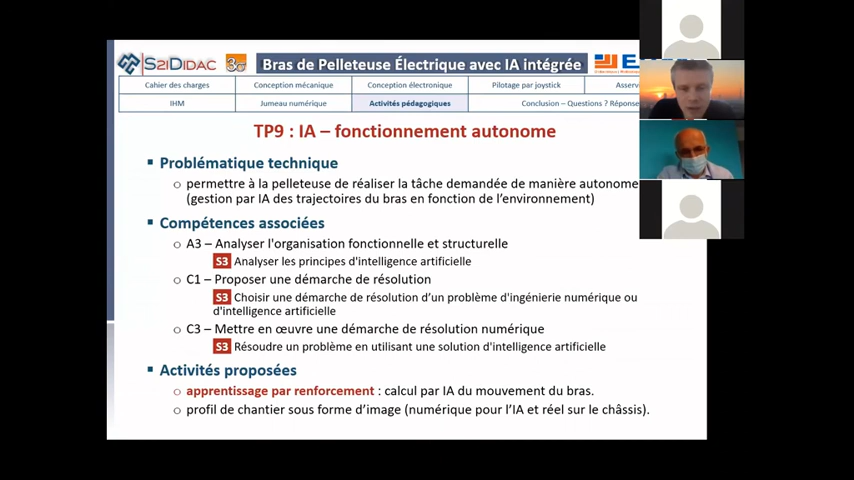 S2IDIDAC
Bras de Pelleteuse Électrique avec IA intégrée
Cahier des charges
Conception mécanique
Conception électronique
Pilotage par joystick
IHM
Jumeau numérique
Activités pédagogiques
Conclusion – Questions ? Réponse
TP9 : IA – fonctionnement autonome
Problématique technique
permettre à la pelleteuse de réaliser la tâche demandée de manière autonome
(gestion par IA des trajectoires du bras en fonction de l'environnement)
Compétences associées
A3 – Analyser l'organisation fonctionnelle et structurelle
S3 Analyser les principes d'intelligence artificielle
C1 – Proposer une démarche de résolution
S3 Choisir une démarche de résolution d'un problème d'ingénierie numérique ou
d'intelligence artificielle
C3 – Mettre en œuvre une démarche de résolution numérique
S3 Résoudre un problème en utilisant une solution d'intelligence artificielle
Activités proposées
apprentissage par renforcement : calcul par IA du mouvement du bras.
profil de chantier sous forme d'image (numérique pour l'IA et réel sur le châssis).